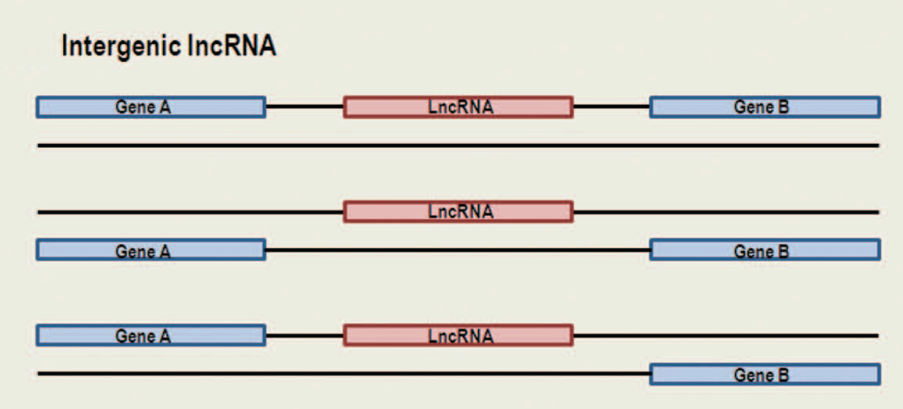 Intergenic lncRNA
Gene A LncRNA Gene B
LncRNA
Gene A Gene B
Gene A LncRNA
Gene B